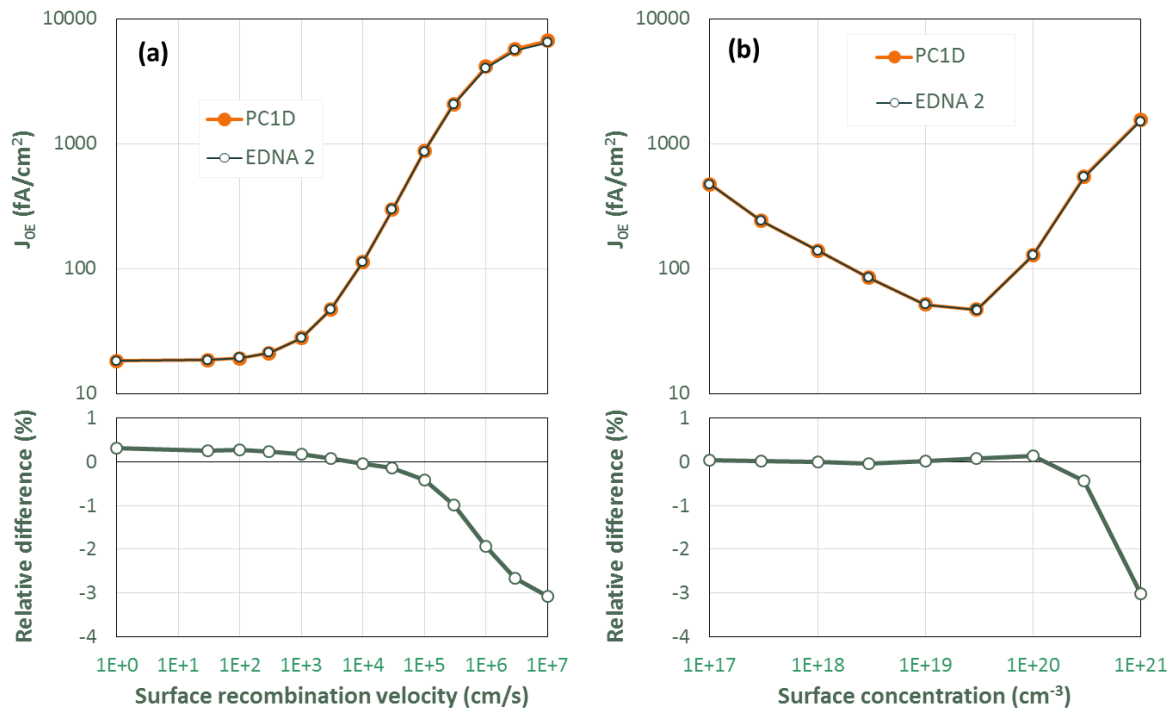 (a)
10000
1000
100
10
J0E (fA/cm²)
PC1D
EDNA 2
1
0
-1
-2
-3
-4
Relative difference (%)
1E+0 1E+1 1E+2 1E+3 1E+4 1E+5 1E+6 1E+7
Surface recombination velocity (cm/s)
(b)
10000
1000
100
10
J0E (fA/cm²)
PC1D
EDNA 2
1
0
-1
-2
-3
-4
Relative difference (%)
1E+17 1E+18 1E+19 1E+20 1E+21
Surface concentration (cm⁻³)